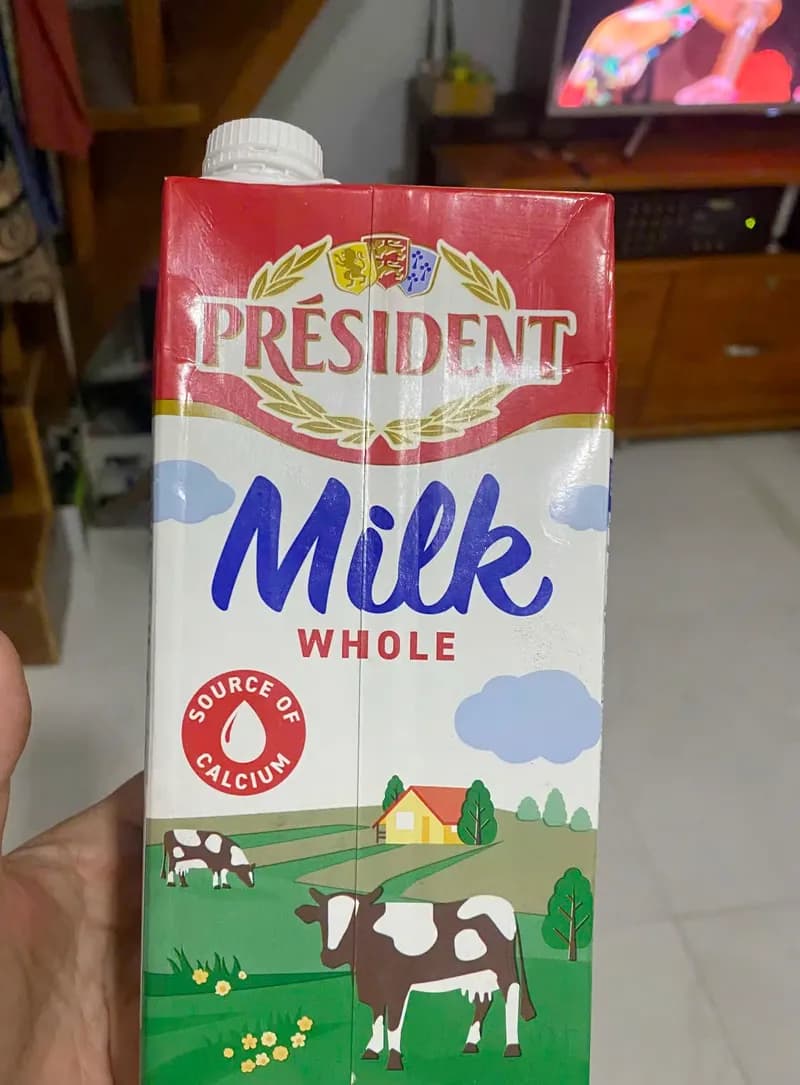 PRÉSIDENT
Milk
WHOLE
SOURCE OF
CALCIUM